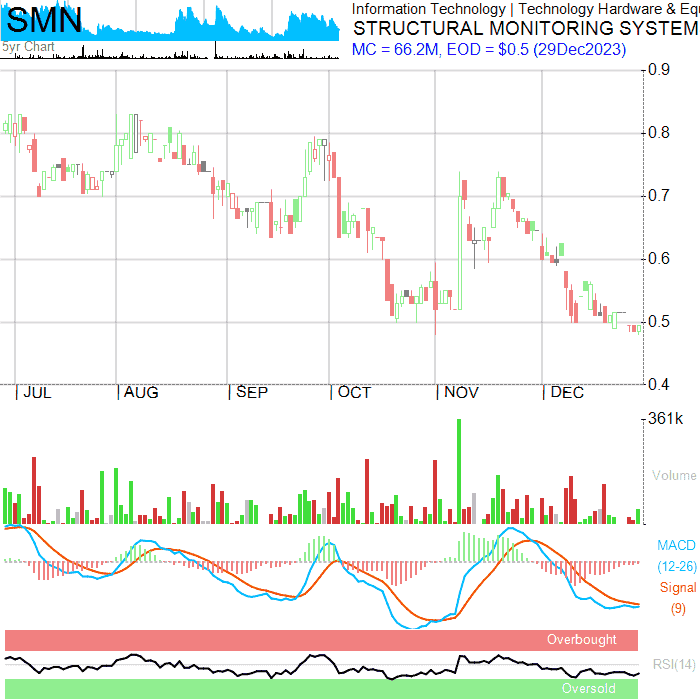 SMN
5yr Chart
Information Technology | Technology Hardware & Equ
STRUCTURAL MONITORING SYSTEM
MC = 66.2M, EOD = $0.5 (29Dec2023)
0.9
0.8
0.7
0.6
0.5
0.4
| JUL | AUG | SEP | OCT | NOV | DEC
361k
Volume
MACD
(12-26)
Signal
(9)
Overbought
RSI(14)
Oversold